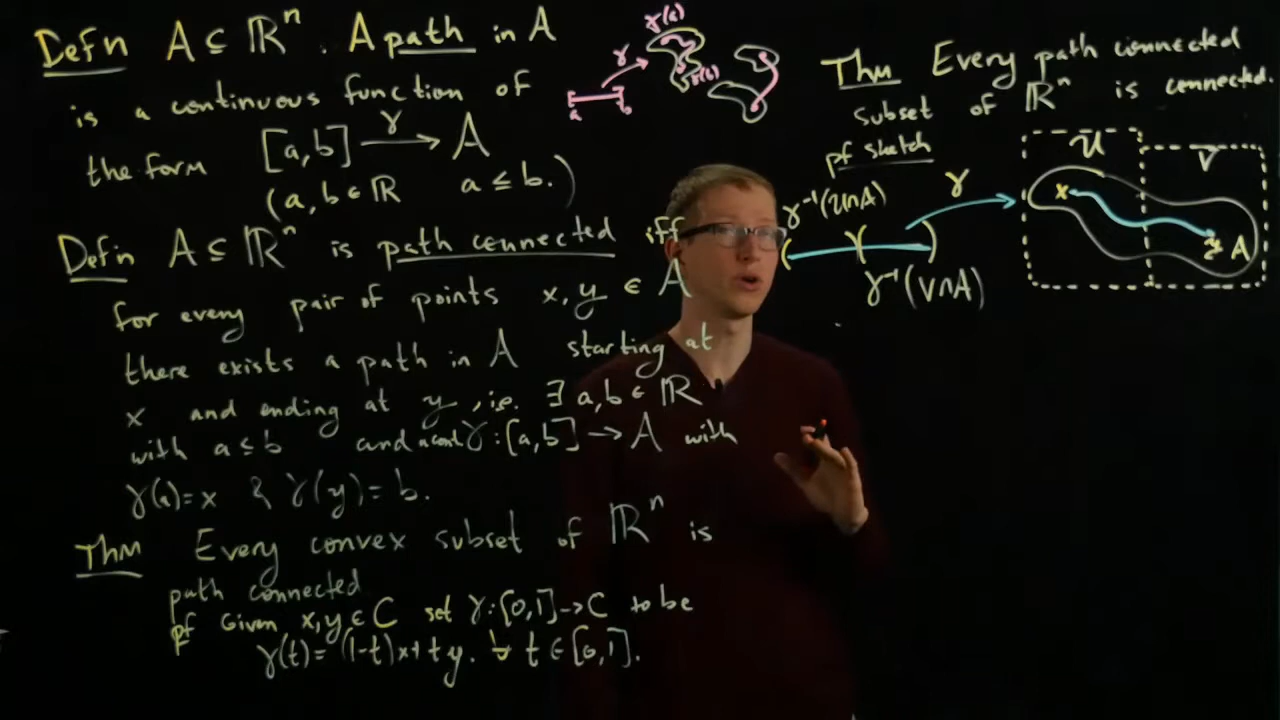 Defn A ⊆ ℝⁿ. A path in A
is a continuous function of
the form [a,b] —γ→ A
(a,b ∈ ℝ a ≤ b.)
Defn A ⊆ ℝⁿ is path connected iff
for every pair of points x,y ∈ A
there exists a path in A starting at
x and ending at y, i.e. ∃ a,b ∈ ℝ
with a ≤ b and a cont γ:[a,b] → A with
γ(a)=x & γ(y)=b.
Thm Every convex subset of ℝⁿ is
path connected
pf Given x,y ∈ C set γ:[0,1]→C to be
γ(t)=(1-t)x+ty. ∀ t∈[0,1].
γ(a)
γ
γ(b)
a b
Thm Every path connected
subset of ℝⁿ is connected.
pf sketch
U V
γ⁻¹(U∩A) γ x
y A
γ⁻¹(V∩A)